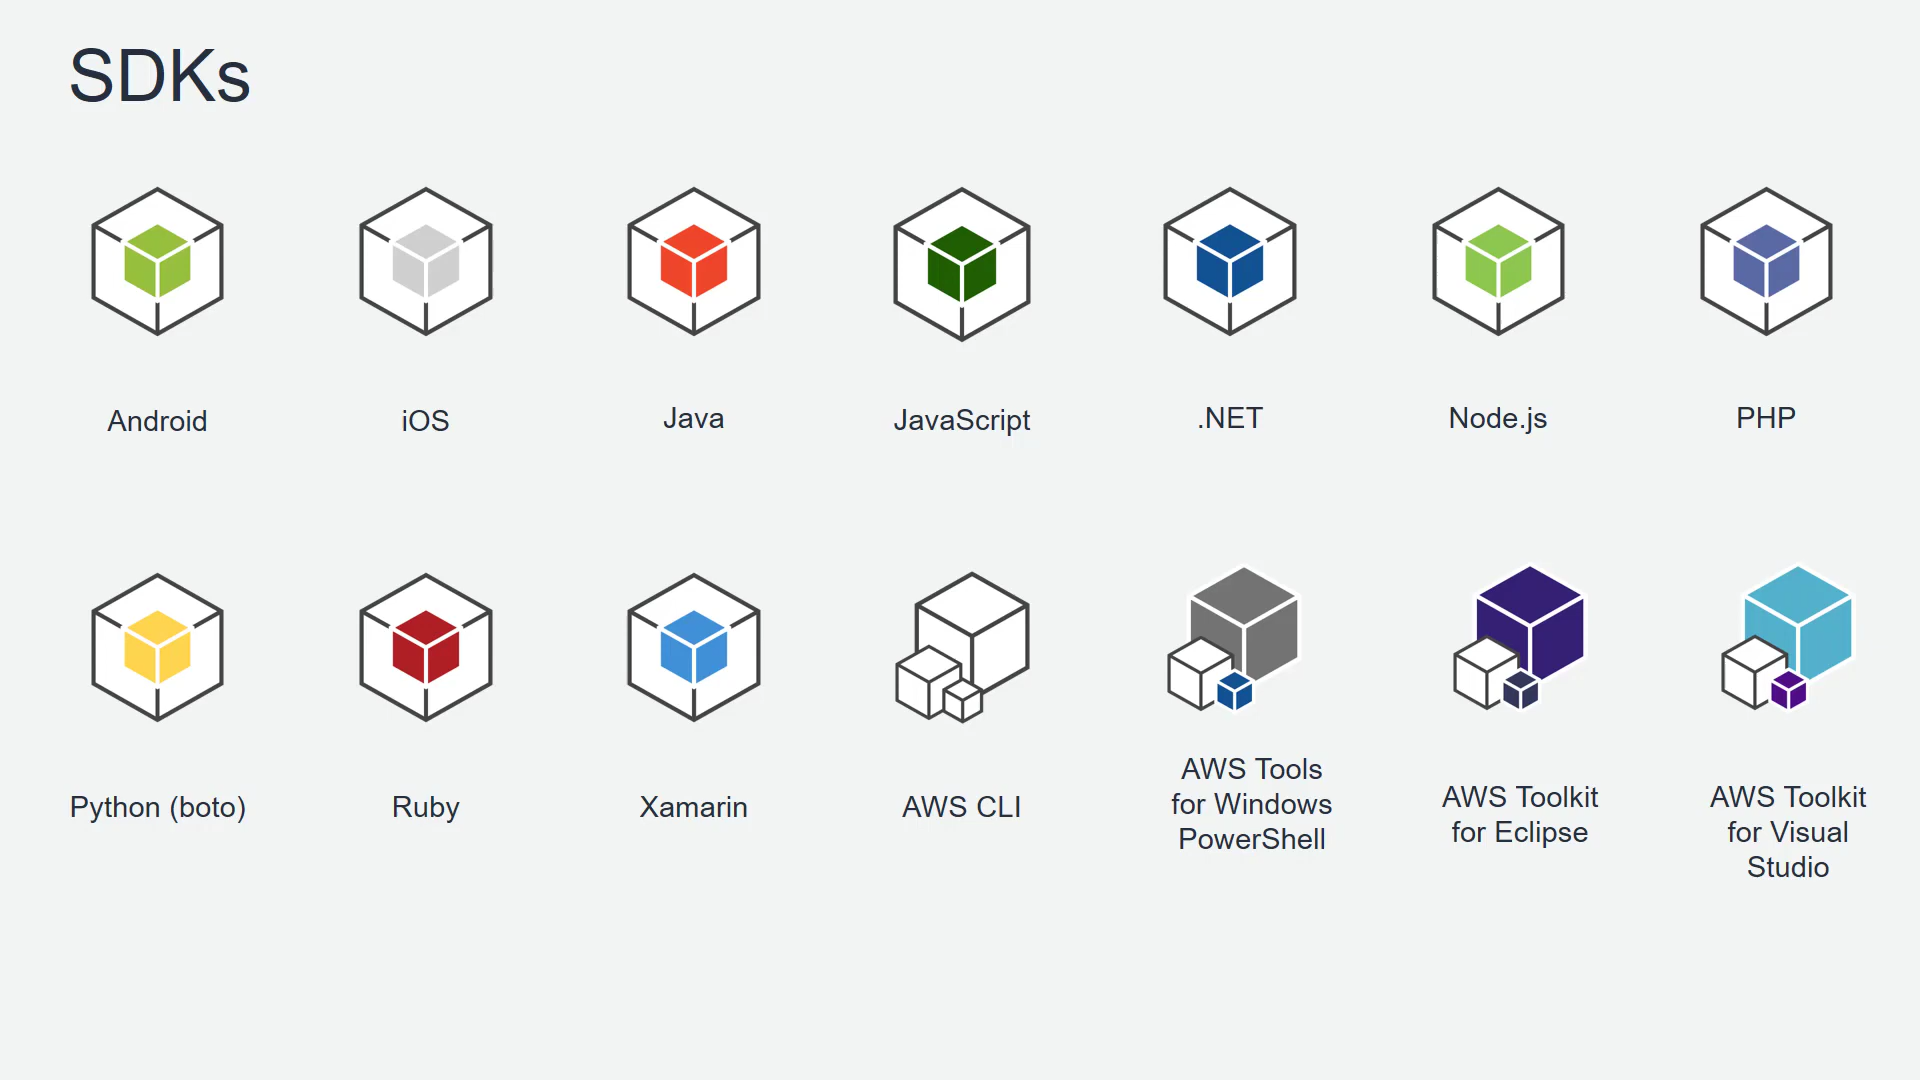 SDKs
Android
iOS
Java
JavaScript
.NET
Node.js
PHP
Python (boto)
Ruby
Xamarin
AWS CLI
AWS Tools
for Windows
PowerShell
AWS Toolkit
for Eclipse
AWS Toolkit
for Visual
Studio